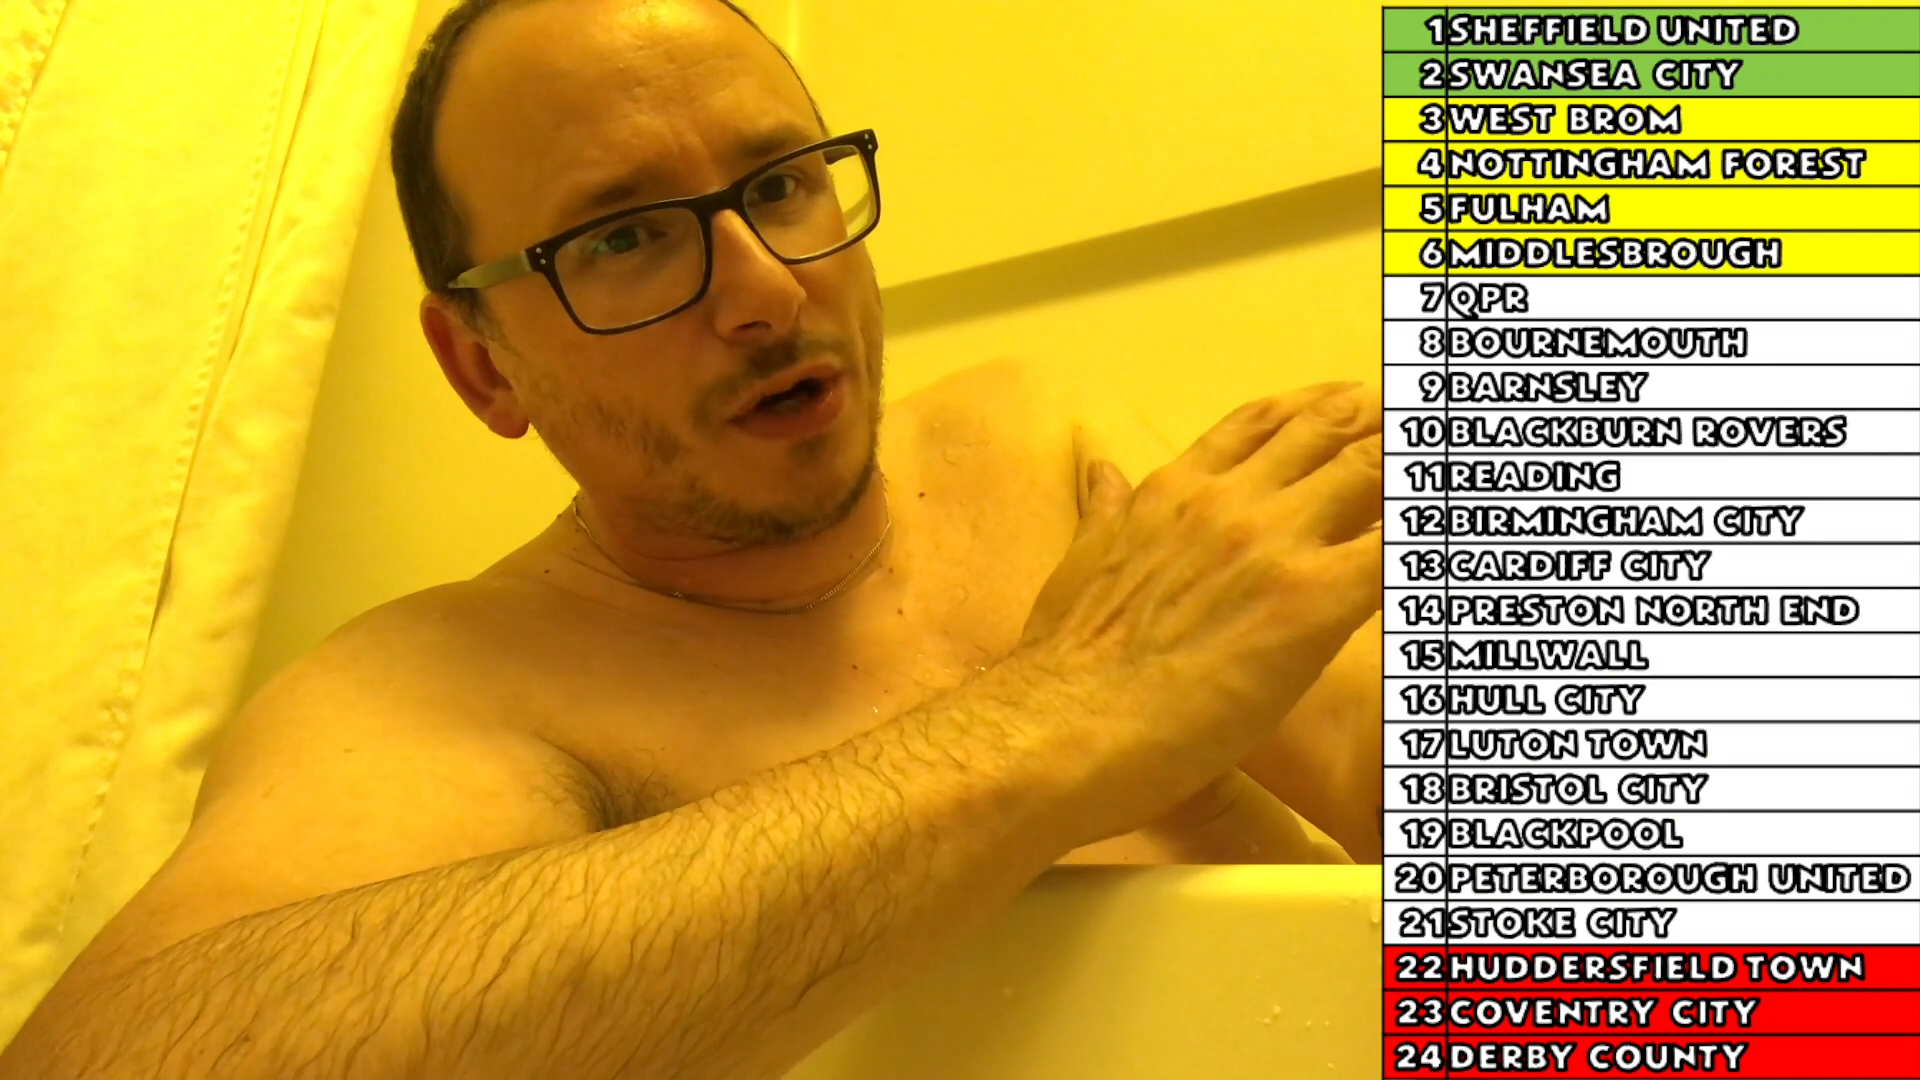 1 SHEFFIELD UNITED
2 SWANSEA CITY
3 WEST BROM
4 NOTTINGHAM FOREST
5 FULHAM
6 MIDDLESBROUGH
7 QPR
8 BOURNEMOUTH
9 BARNSLEY
10 BLACKBURN ROVERS
11 READING
12 BIRMINGHAM CITY
13 CARDIFF CITY
14 PRESTON NORTH END
15 MILLWALL
16 HULL CITY
17 LUTON TOWN
18 BRISTOL CITY
19 BLACKPOOL
20 PETERBOROUGH UNITED
21 STOKE CITY
22 HUDDERSFIELD TOWN
23 COVENTRY CITY
24 DERBY COUNTY